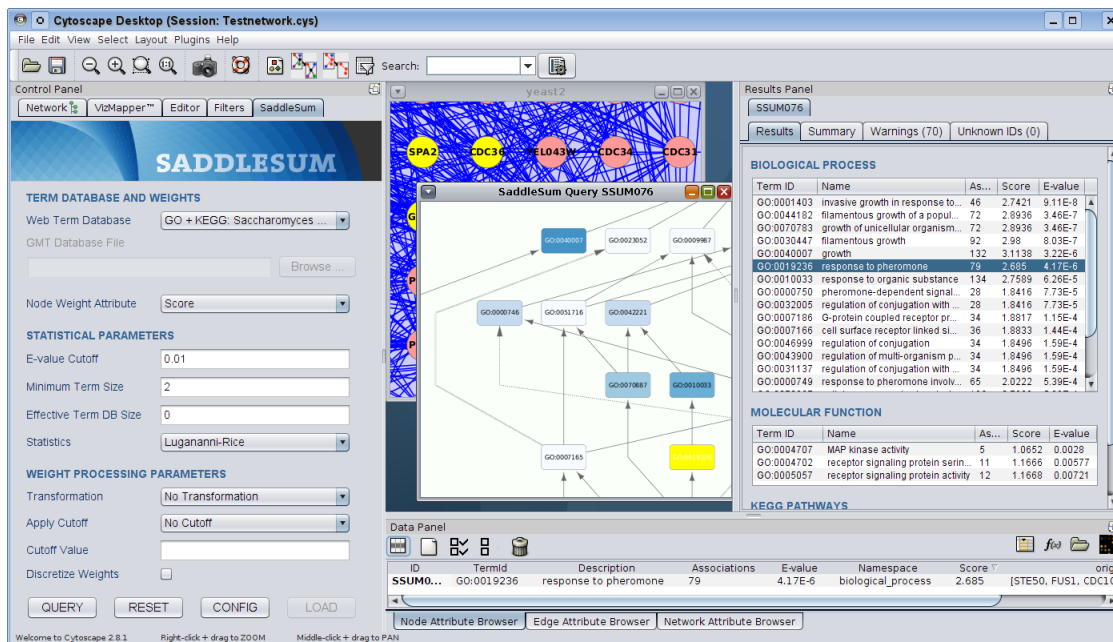 Cytoscape Desktop (Session: Testnetwork.cys)
File Edit View Select Layout Plugins Help
Search:
Control Panel
Network VizMapper™ Editor Filters SaddleSum
SADDLESUM
TERM DATABASE AND WEIGHTS
Web Term Database GO + KEGG: Saccharomyces ...
GMT Database File
Browse ...
Node Weight Attribute Score
STATISTICAL PARAMETERS
E-value Cutoff 0.01
Minimum Term Size 2
Effective Term DB Size 0
Statistics Lugananni-Rice
WEIGHT PROCESSING PARAMETERS
Transformation No Transformation
Apply Cutoff No Cutoff
Cutoff Value
Discretize Weights
QUERY RESET CONFIG LOAD
yeast2
SPA2 CDC36 YEL043W CDC34 CDC31
SaddleSum Query SSUM076
GO:0040007 GO:0023052 GO:0009987
GO:0000746 GO:0051716 GO:0042221
GO:0070887 GO:0010033
GO:0007165
Results Panel
SSUM076
Results Summary Warnings (70) Unknown IDs (0)
BIOLOGICAL PROCESS
Term ID Name As... Score E-value
GO:0001403 invasive growth in response to... 46 2.7421 9.11E-8
GO:0044182 filamentous growth of a popul... 72 2.8936 3.46E-7
GO:0070783 growth of unicellular organism... 72 2.8936 3.46E-7
GO:0030447 filamentous growth 92 2.98 8.03E-7
GO:0040007 growth 132 3.1138 3.22E-6
GO:0019236 response to pheromone 79 2.685 4.17E-6
GO:0010033 response to organic substance 134 2.7589 6.26E-5
GO:0000750 pheromone-dependent signal... 28 1.8416 7.73E-5
GO:0032005 regulation of conjugation with ... 28 1.8416 7.73E-5
GO:0007186 G-protein coupled receptor pr... 34 1.8817 1.15E-4
GO:0007166 cell surface receptor linked si... 36 1.8833 1.44E-4
GO:0046999 regulation of conjugation 34 1.8496 1.59E-4
GO:0043900 regulation of multi-organism p... 34 1.8496 1.59E-4
GO:0031137 regulation of conjugation with ... 34 1.8496 1.59E-4
GO:0000749 response to pheromone involv... 65 2.0222 5.39E-4
MOLECULAR FUNCTION
Term ID Name As... Score E-value
GO:0004707 MAP kinase activity 5 1.0652 0.0028
GO:0004702 receptor signaling protein serin... 11 1.1666 0.00577
GO:0005057 receptor signaling protein activity 12 1.1668 0.00721
KEGG PATHWAYS
Data Panel
f(x)
ID TermId Description Associations E-value Namespace Score orig
SSUM0... GO:0019236 response to pheromone 79 4.17E-6 biological_process 2.685 [STE50, FUS1, CDC10
Node Attribute Browser Edge Attribute Browser Network Attribute Browser
Welcome to Cytoscape 2.8.1 Right-click + drag to ZOOM Middle-click + drag to PAN